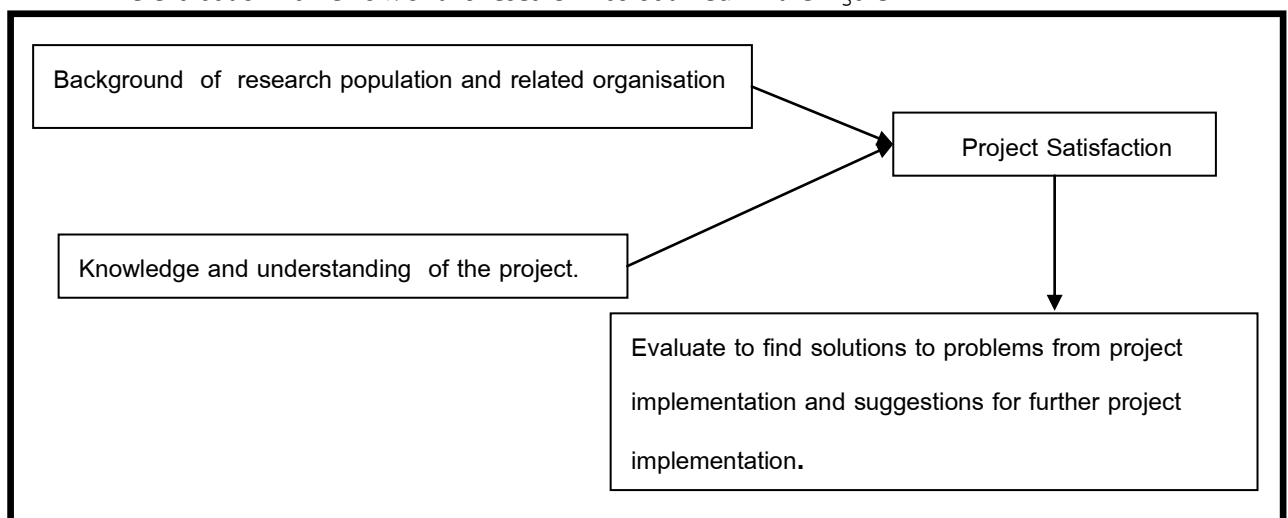 Background of research population and related organisation
Project Satisfaction
Knowledge and understanding of the project.
Evaluate to find solutions to problems from project
implementation and suggestions for further project
implementation.